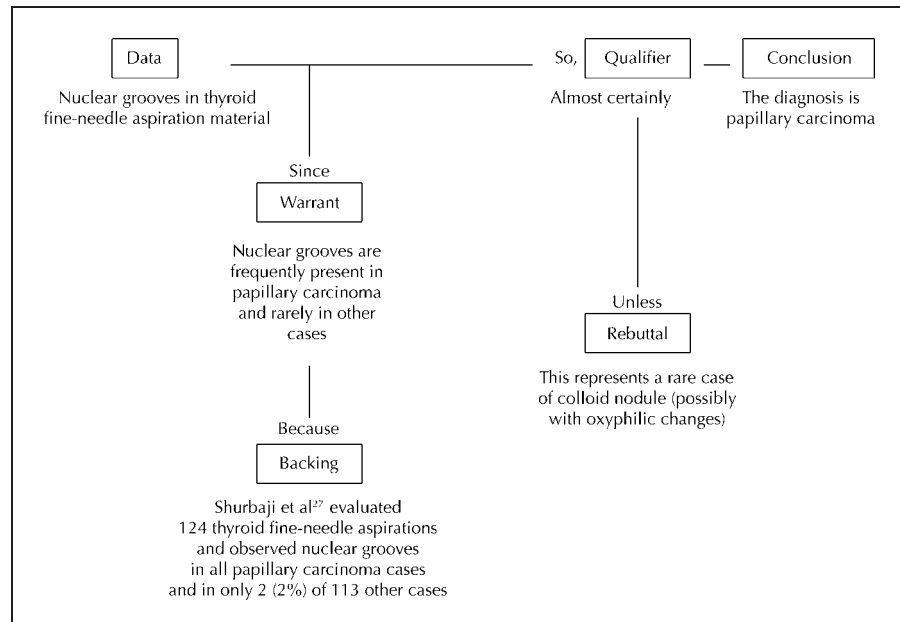 Data
Nuclear grooves in thyroid
fine-needle aspiration material
So, Qualifier
Almost certainly
Conclusion
The diagnosis is
papillary carcinoma
Since
Warrant
Nuclear grooves are
frequently present in
papillary carcinoma
and rarely in other
cases
Unless
Rebuttal
This represents a rare case
of colloid nodule (possibly
with oxyphilic changes)
Because
Backing
Shurbaji et al²⁷ evaluated
124 thyroid fine-needle aspirations
and observed nuclear grooves
in all papillary carcinoma cases
and in only 2 (2%) of 113 other cases